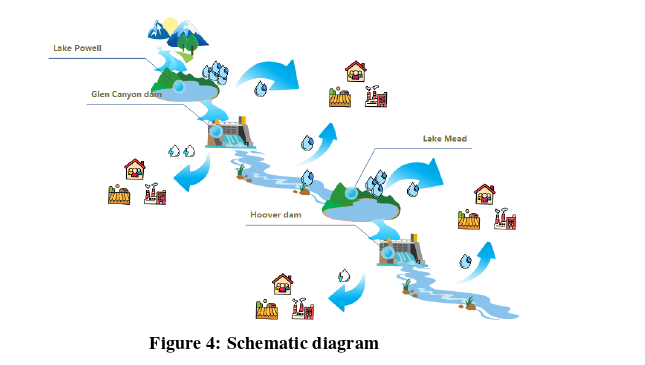 Lake Powell
Glen Canyon dam
Lake Mead
Hoover dam
Figure 4: Schematic diagram